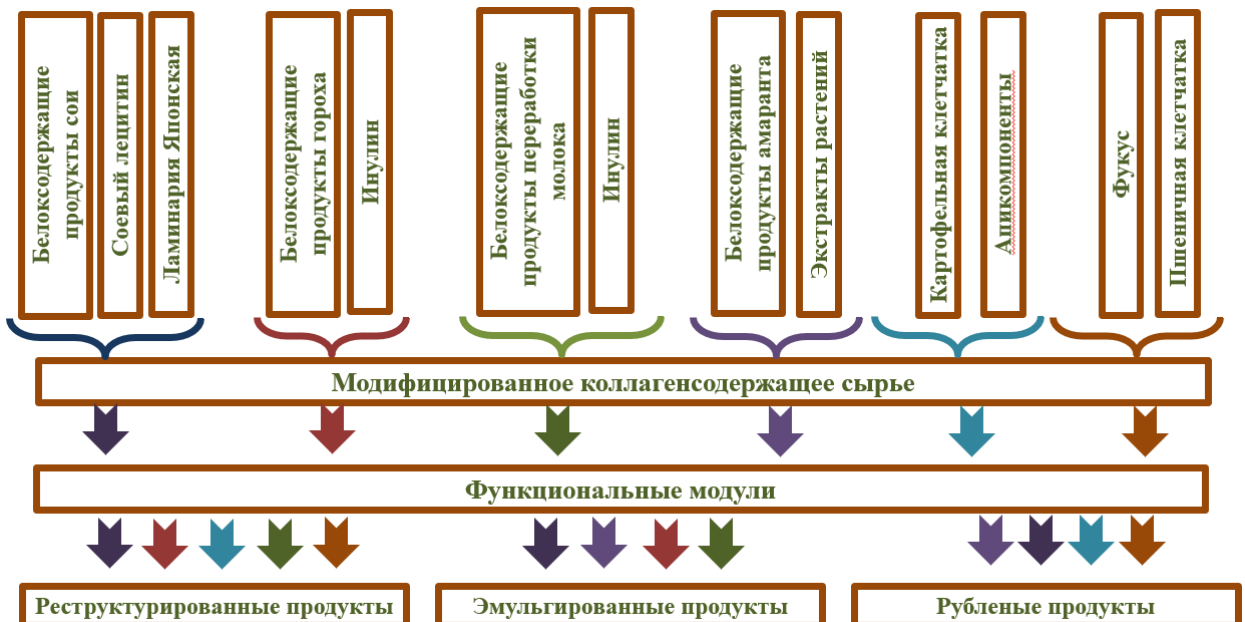 Белоксодержащие
продукты сои
Соевый лецитин
Ламинария Японская
Белоксодержащие
продукты гороха
Инулин
Белоксодержащие
продукты переработки
молока
Инулин
Белоксодержащие
продукты амаранта
Экстракты растений
Картофельная клетчатка
Апикомпоненты
Фукус
Пшеничная клетчатка
Модифицированное коллагенсодержащее сырье
Функциональные модули
Реструктурированные продукты
Эмульгированные продукты
Рубленые продукты